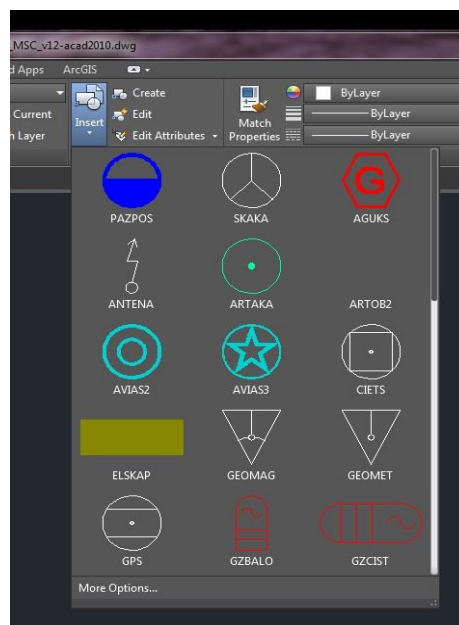 _MSC_v12-acad2010.dwg
d Apps ArcGIS
Create
ByLayer
Current
Insert
Edit
Match Properties
ByLayer
Layer
Edit Attributes
ByLayer
PAZPOS SKAKA AGUKS
G
ANTENA ARTAKA ARTOB2
AVIAS2 AVIAS3 CIETS
ELSKAP GEOMAG GEOMET
GPS GZBALO GZCIST
More Options...